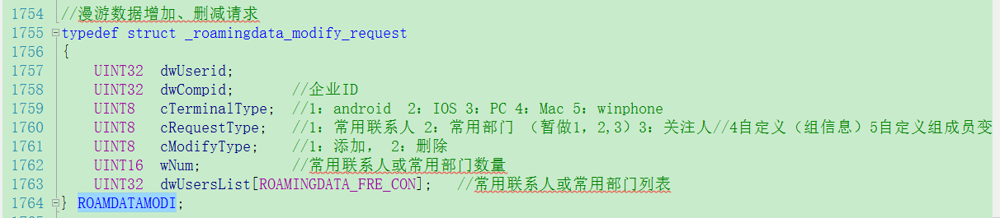 1754 //漫游数据增加、删减请求
1755 typedef struct _roamingdata_modify_request
1756 {
1757 UINT32 dwUserid;
1758 UINT32 dwCompid; //企业ID
1759 UINT8 cTerminalType; //1：android 2：IOS 3：PC 4：Mac 5：winphone
1760 UINT8 cRequestType; //1：常用联系人 2：常用部门 （暂做1，2,3）3：关注人//4自定义（组信息）5自定义组成员变
1761 UINT8 cModifyType; //1：添加， 2：删除
1762 UINT16 wNum; //常用联系人或常用部门数量
1763 UINT32 dwUsersList[ROAMINGDATA_FRE_CON]; //常用联系人或常用部门列表
1764 } ROAMDATAMODI;